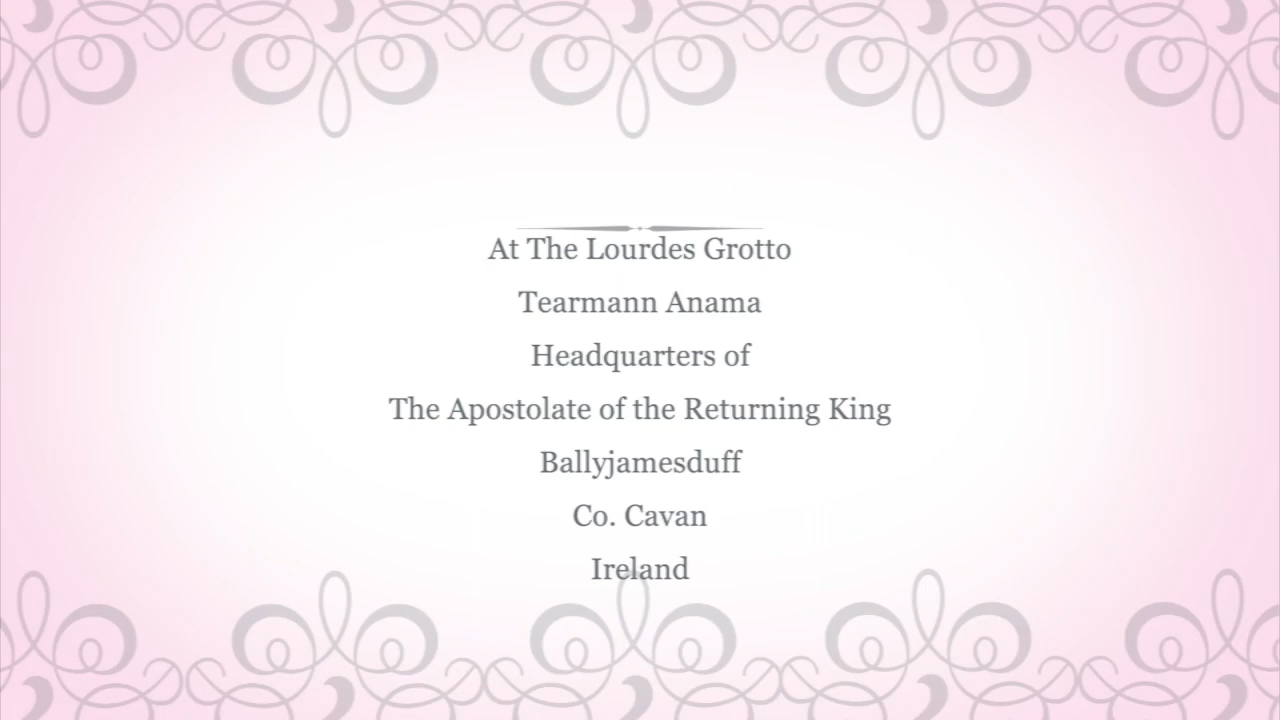 At The Lourdes Grotto
Tearmann Anama
Headquarters of
The Apostolate of the Returning King
Ballyjamesduff
Co. Cavan
Ireland